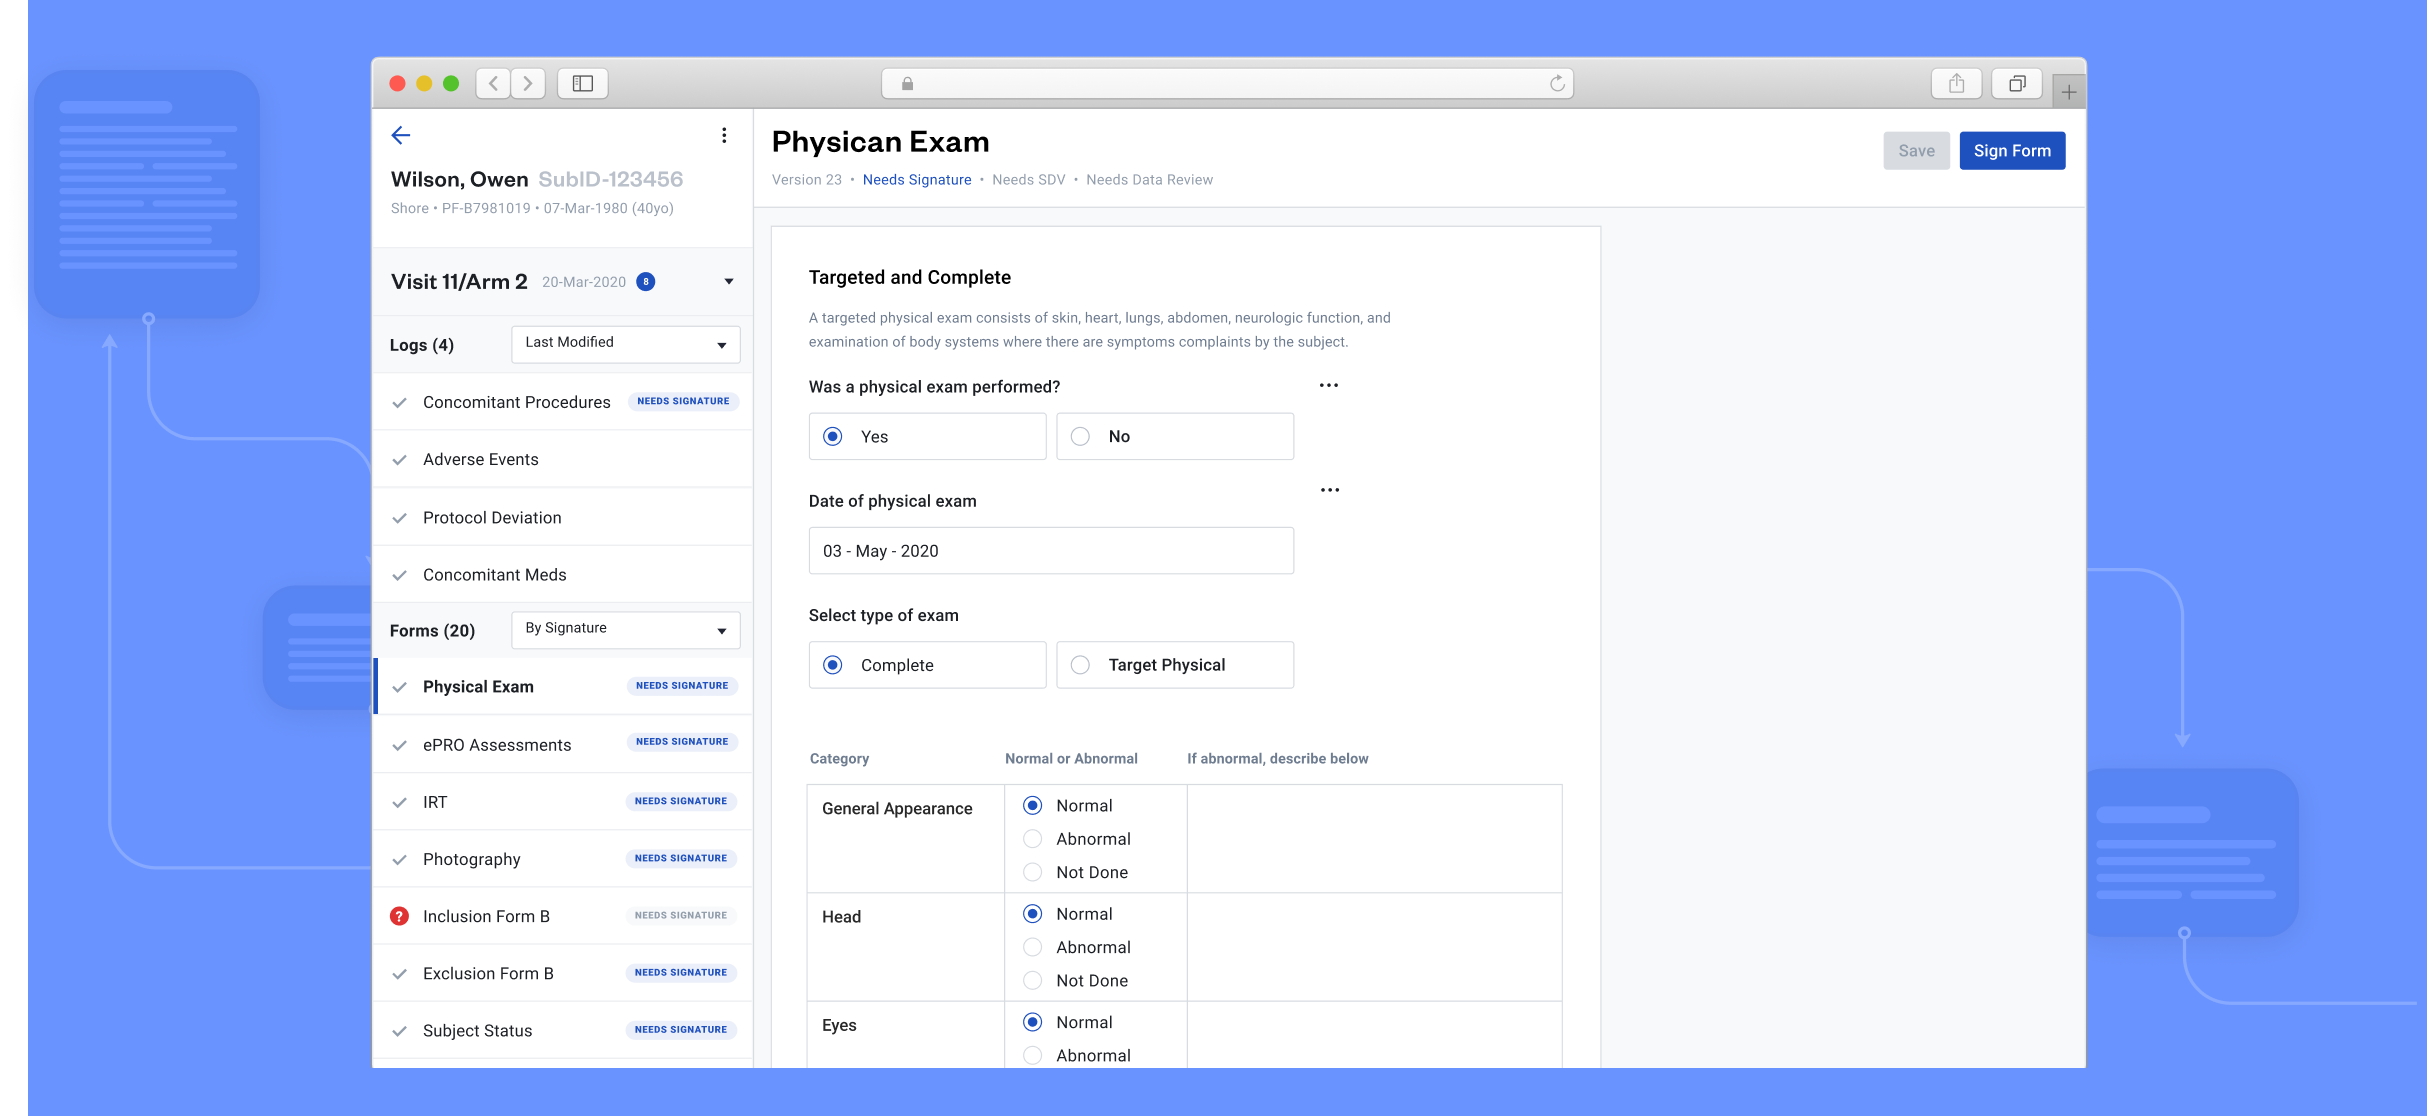 Wilson, Owen SubID-123456
Shore • PF-B7981019 • 07-Mar-1980 (40yo)
Visit 11/Arm 2 20-Mar-2020 8
Logs (4) Last Modified
Concomitant Procedures NEEDS SIGNATURE
Adverse Events
Protocol Deviation
Concomitant Meds
Forms (20) By Signature
Physical Exam NEEDS SIGNATURE
ePRO Assessments NEEDS SIGNATURE
IRT NEEDS SIGNATURE
Photography NEEDS SIGNATURE
? Inclusion Form B NEEDS SIGNATURE
Exclusion Form B NEEDS SIGNATURE
Subject Status NEEDS SIGNATURE
Physican Exam
Save Sign Form
Version 23 • Needs Signature • Needs SDV • Needs Data Review
Targeted and Complete
A targeted physical exam consists of skin, heart, lungs, abdomen, neurologic function, and
examination of body systems where there are symptoms complaints by the subject.
Was a physical exam performed?
Yes No
Date of physical exam
03 - May - 2020
Select type of exam
Complete Target Physical
Category Normal or Abnormal If abnormal, describe below
General Appearance Normal
Abnormal
Not Done
Head Normal
Abnormal
Not Done
Eyes Normal
Abnormal